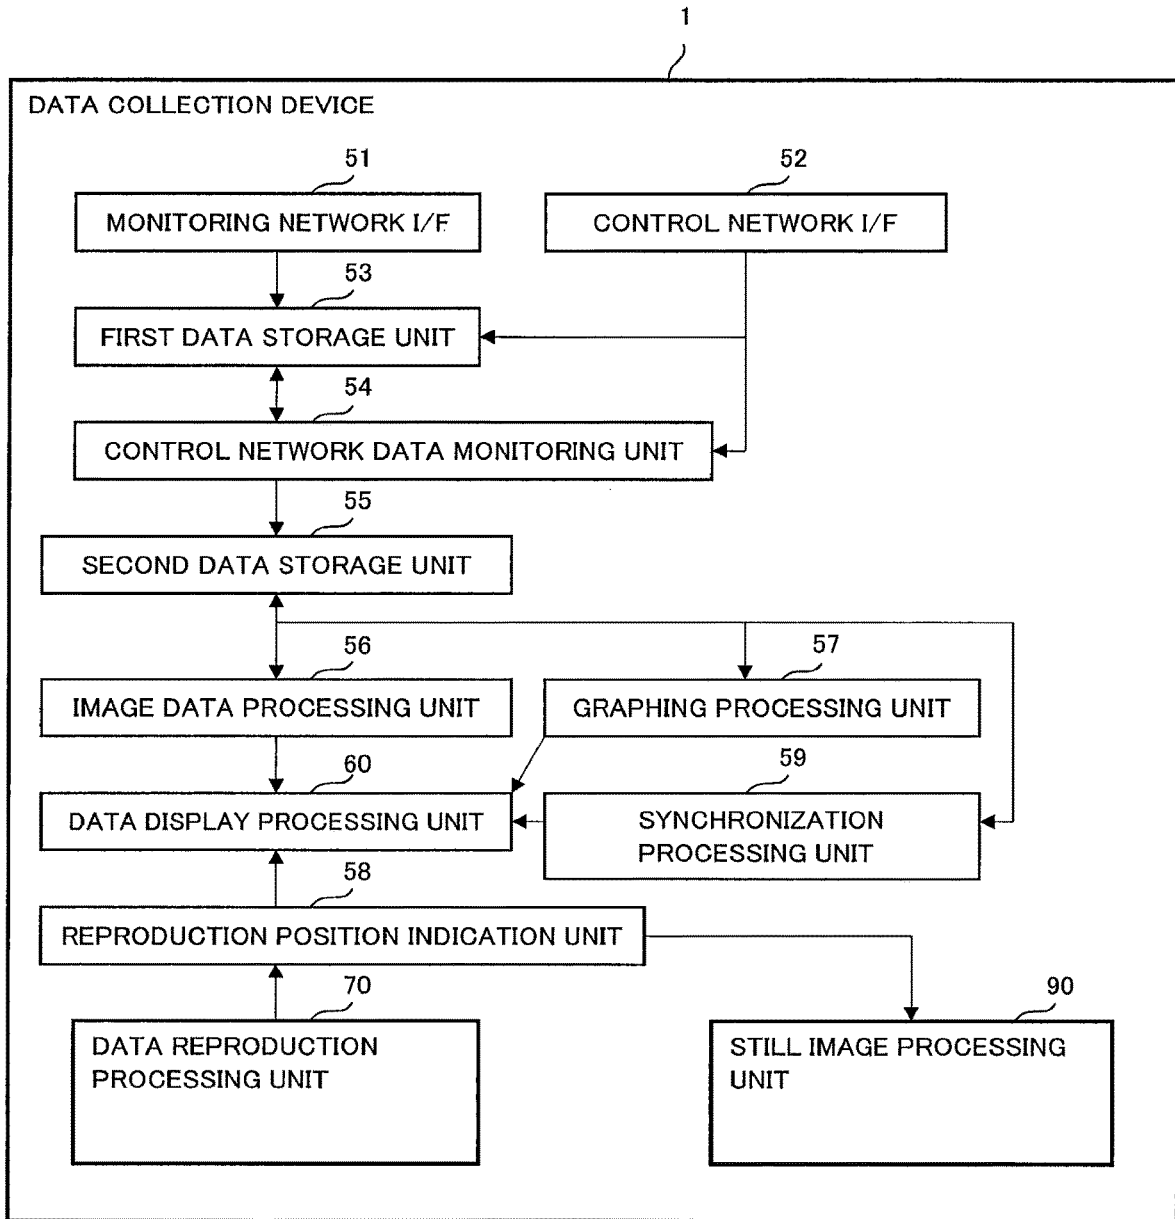 1
DATA COLLECTION DEVICE
51
52
MONITORING NETWORK I/F
CONTROL NETWORK I/F
53
FIRST DATA STORAGE UNIT
54
CONTROL NETWORK DATA MONITORING UNIT
55
SECOND DATA STORAGE UNIT
56
57
IMAGE DATA PROCESSING UNIT
GRAPHING PROCESSING UNIT
60
59
DATA DISPLAY PROCESSING UNIT
SYNCHRONIZATION
PROCESSING UNIT
58
REPRODUCTION POSITION INDICATION UNIT
70
90
DATA REPRODUCTION
PROCESSING UNIT
STILL IMAGE PROCESSING
UNIT